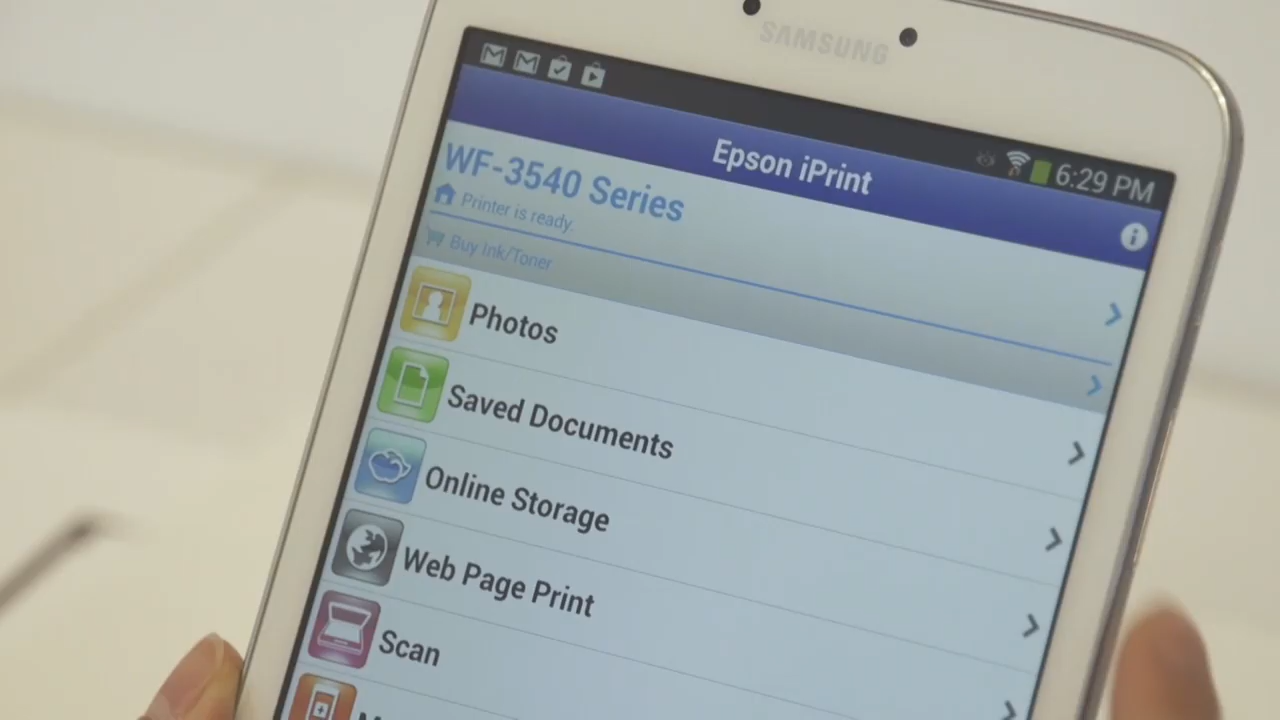 SAMSUNG
6:29 PM
Epson iPrint
WF-3540 Series
Printer is ready.
Buy Ink/Toner
Photos
Saved Documents
Online Storage
Web Page Print
Scan